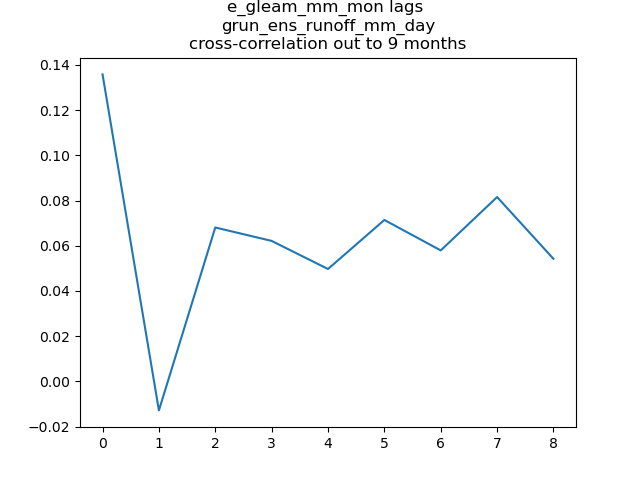 e_gleam_mm_mon lags
grun_ens_runoff_mm_day
cross-correlation out to 9 months
0.14
0.12
0.10
0.08
0.06
0.04
0.02
0.00
−0.02
0 1 2 3 4 5 6 7 8